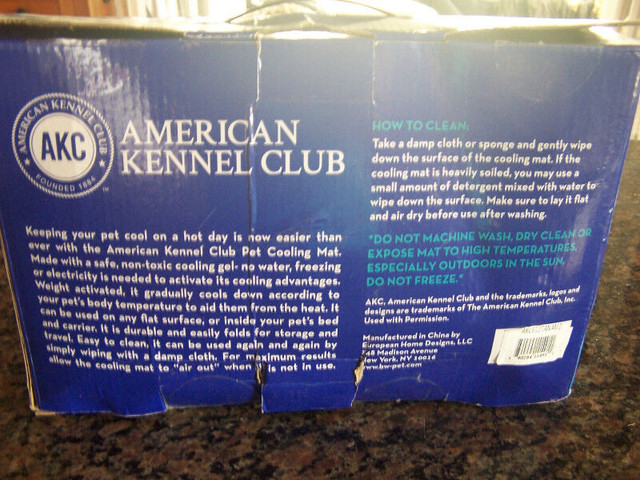 AMERICAN KENNEL CLUB
AKC
FOUNDED 1884
AMERICAN
KENNEL CLUB
Keeping your pet cool on a hot day is now easier than
ever with the American Kennel Club Pet Cooling Mat.
Made with a safe, non-toxic cooling gel- no water, freezing
or electricity is needed to activate its cooling advantages.
Weight activated, it gradually cools down according to
your pet's body temperature to aid them from the heat. It
can be used on any flat surface, or inside your pet's bed
and carrier. It is durable and easily folds for storage and
travel. Easy to clean, it can be used again and again by
simply wiping with a damp cloth. For maximum results
allow the cooling mat to "air out" when it is not in use.
HOW TO CLEAN:
Take a damp cloth or sponge and gently wipe
down the surface of the cooling mat. If the
cooling mat is heavily soiled, you may use a
small amount of detergent mixed with water to
wipe down the surface. Make sure to lay it flat
and air dry before use after washing.
*DO NOT MACHINE WASH, DRY CLEAN OR
EXPOSE MAT TO HIGH TEMPERATURES,
ESPECIALLY OUTDOORS IN THE SUN.
DO NOT FREEZE.*
AKC, American Kennel Club and the trademarks, logos and
designs are trademarks of The American Kennel Club, Inc.
Used with Permission.
Manufactured in China by
European Home Designs, LLC
Madison Avenue
New York, NY 10016
www.bw-pet.com